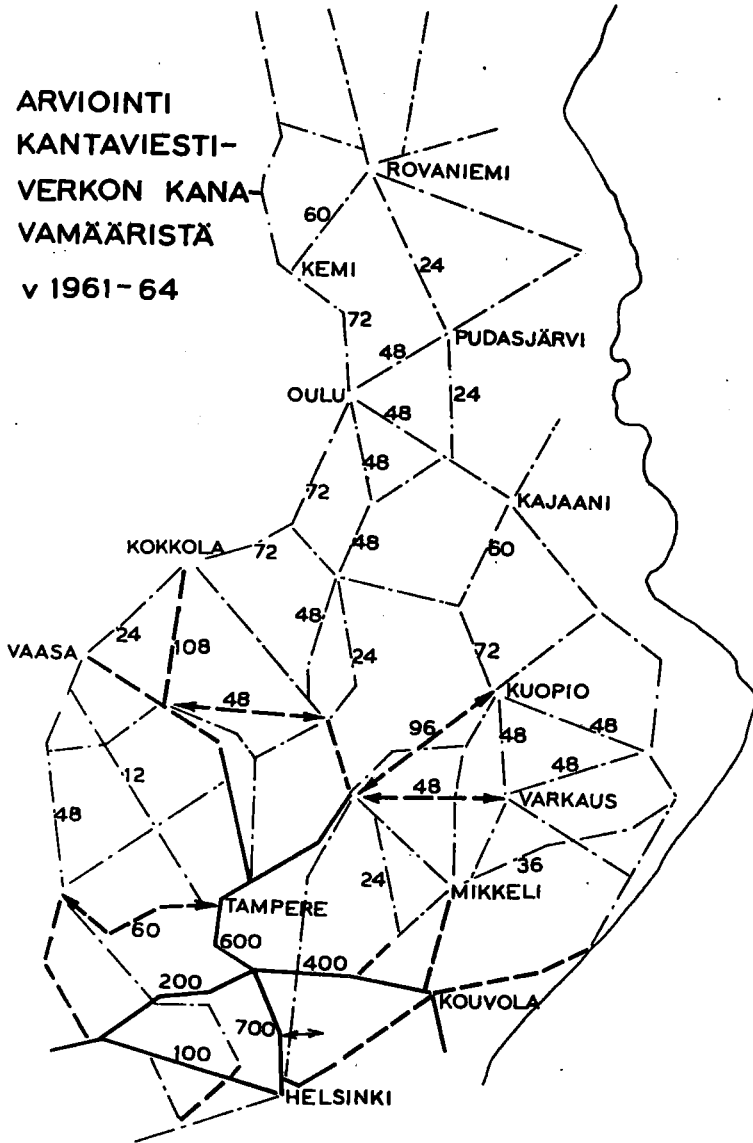 ARVIOINTI
KANTAVIESTI-
VERKON KANA-
VAMÄÄRISTÄ
v 1961-64
ROVANIEMI
60
KEMI
24
72
PUDASJÄRVI
48
OULU
24
48
48
72
KAJAANI
KOKKOLA
72
48
60
24
48
VAASA
108
24
72
KUOPIO
48
96
48
48
12
48
48
48
VARKAUS
36
24
MIKKELI
TAMPERE
60
600
200
400
KOUVOLA
700
100
HELSINKI